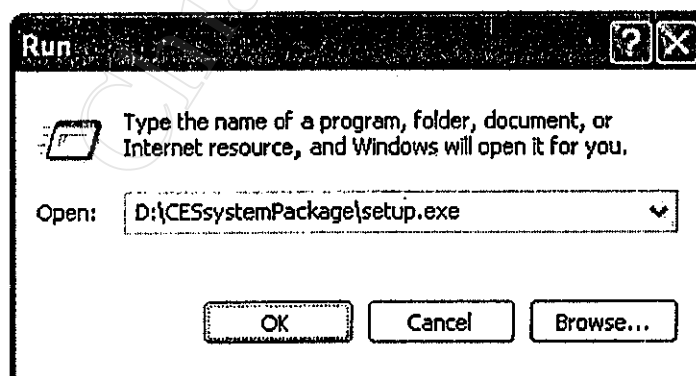 Run
Type the name of a program, folder, document, or
Internet resource, and Windows will open it for you.
Open:
D:\CESsystemPackage\setup.exe
OK
Cancel
Browse...